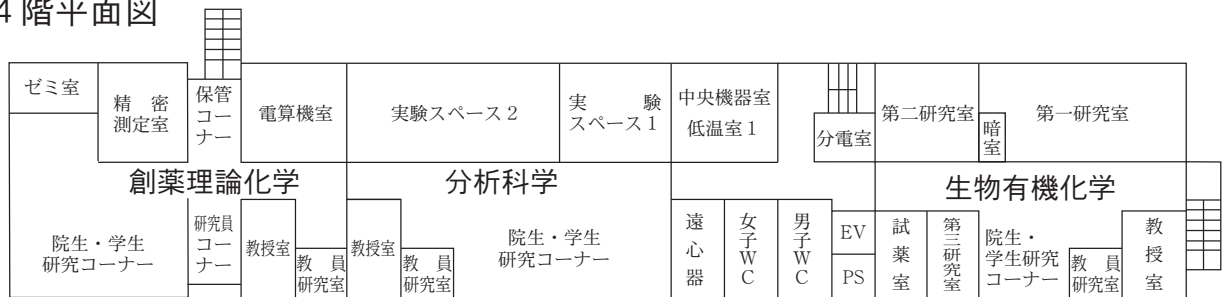 4階平面図
ゼミ室
精　密
測定室
保管
コー
ナー
電算機室
実験スペース2
実　験
スペース1
中央機器室
低温室1
分電室
第二研究室
暗室
第一研究室
創薬理論化学
分析科学
生物有機化学
院生・学生
研究コーナー
研究員
コー
ナー
教授室
教　員
研究室
教授室
教　員
研究室
院生・学生
研究コーナー
遠心器
女子WC
男子WC
EV
PS
試薬室
第三研究室
院生・
学生研究
コーナー
教　員
研究室
教授室